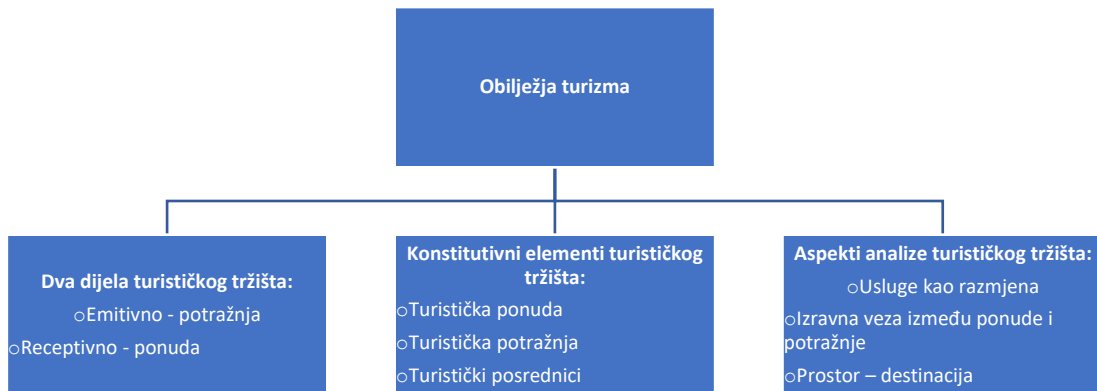 Obilježja turizma
Dva dijela turističkog tržišta:
oEmitivno - potražnja
oReceptivno - ponuda
Konstitutivni elementi turističkog
tržišta:
oTuristička ponuda
oTuristička potražnja
oTuristički posrednici
Aspekti analize turističkog tržišta:
oUsluge kao razmjena
oIzravna veza između ponude i
potražnje
oProstor – destinacija